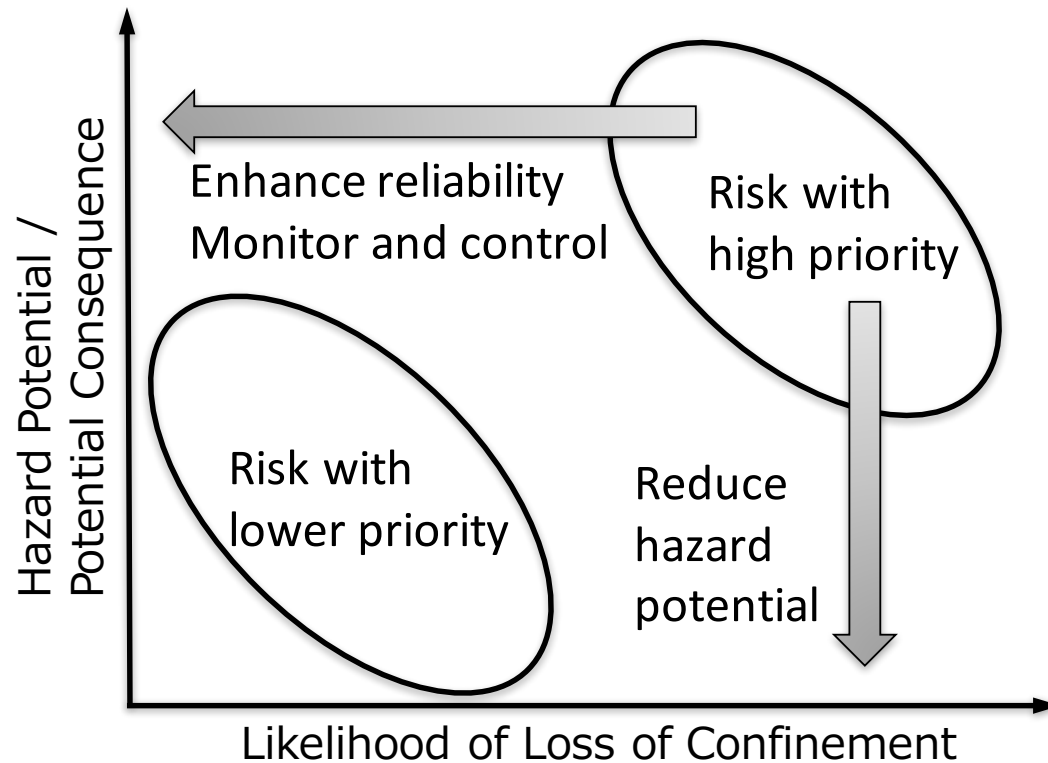 Hazard Potential /
Potential Consequence
Enhance reliability
Monitor and control
Risk with
high priority
Risk with
lower priority
Reduce
hazard
potential
Likelihood of Loss of Confinement